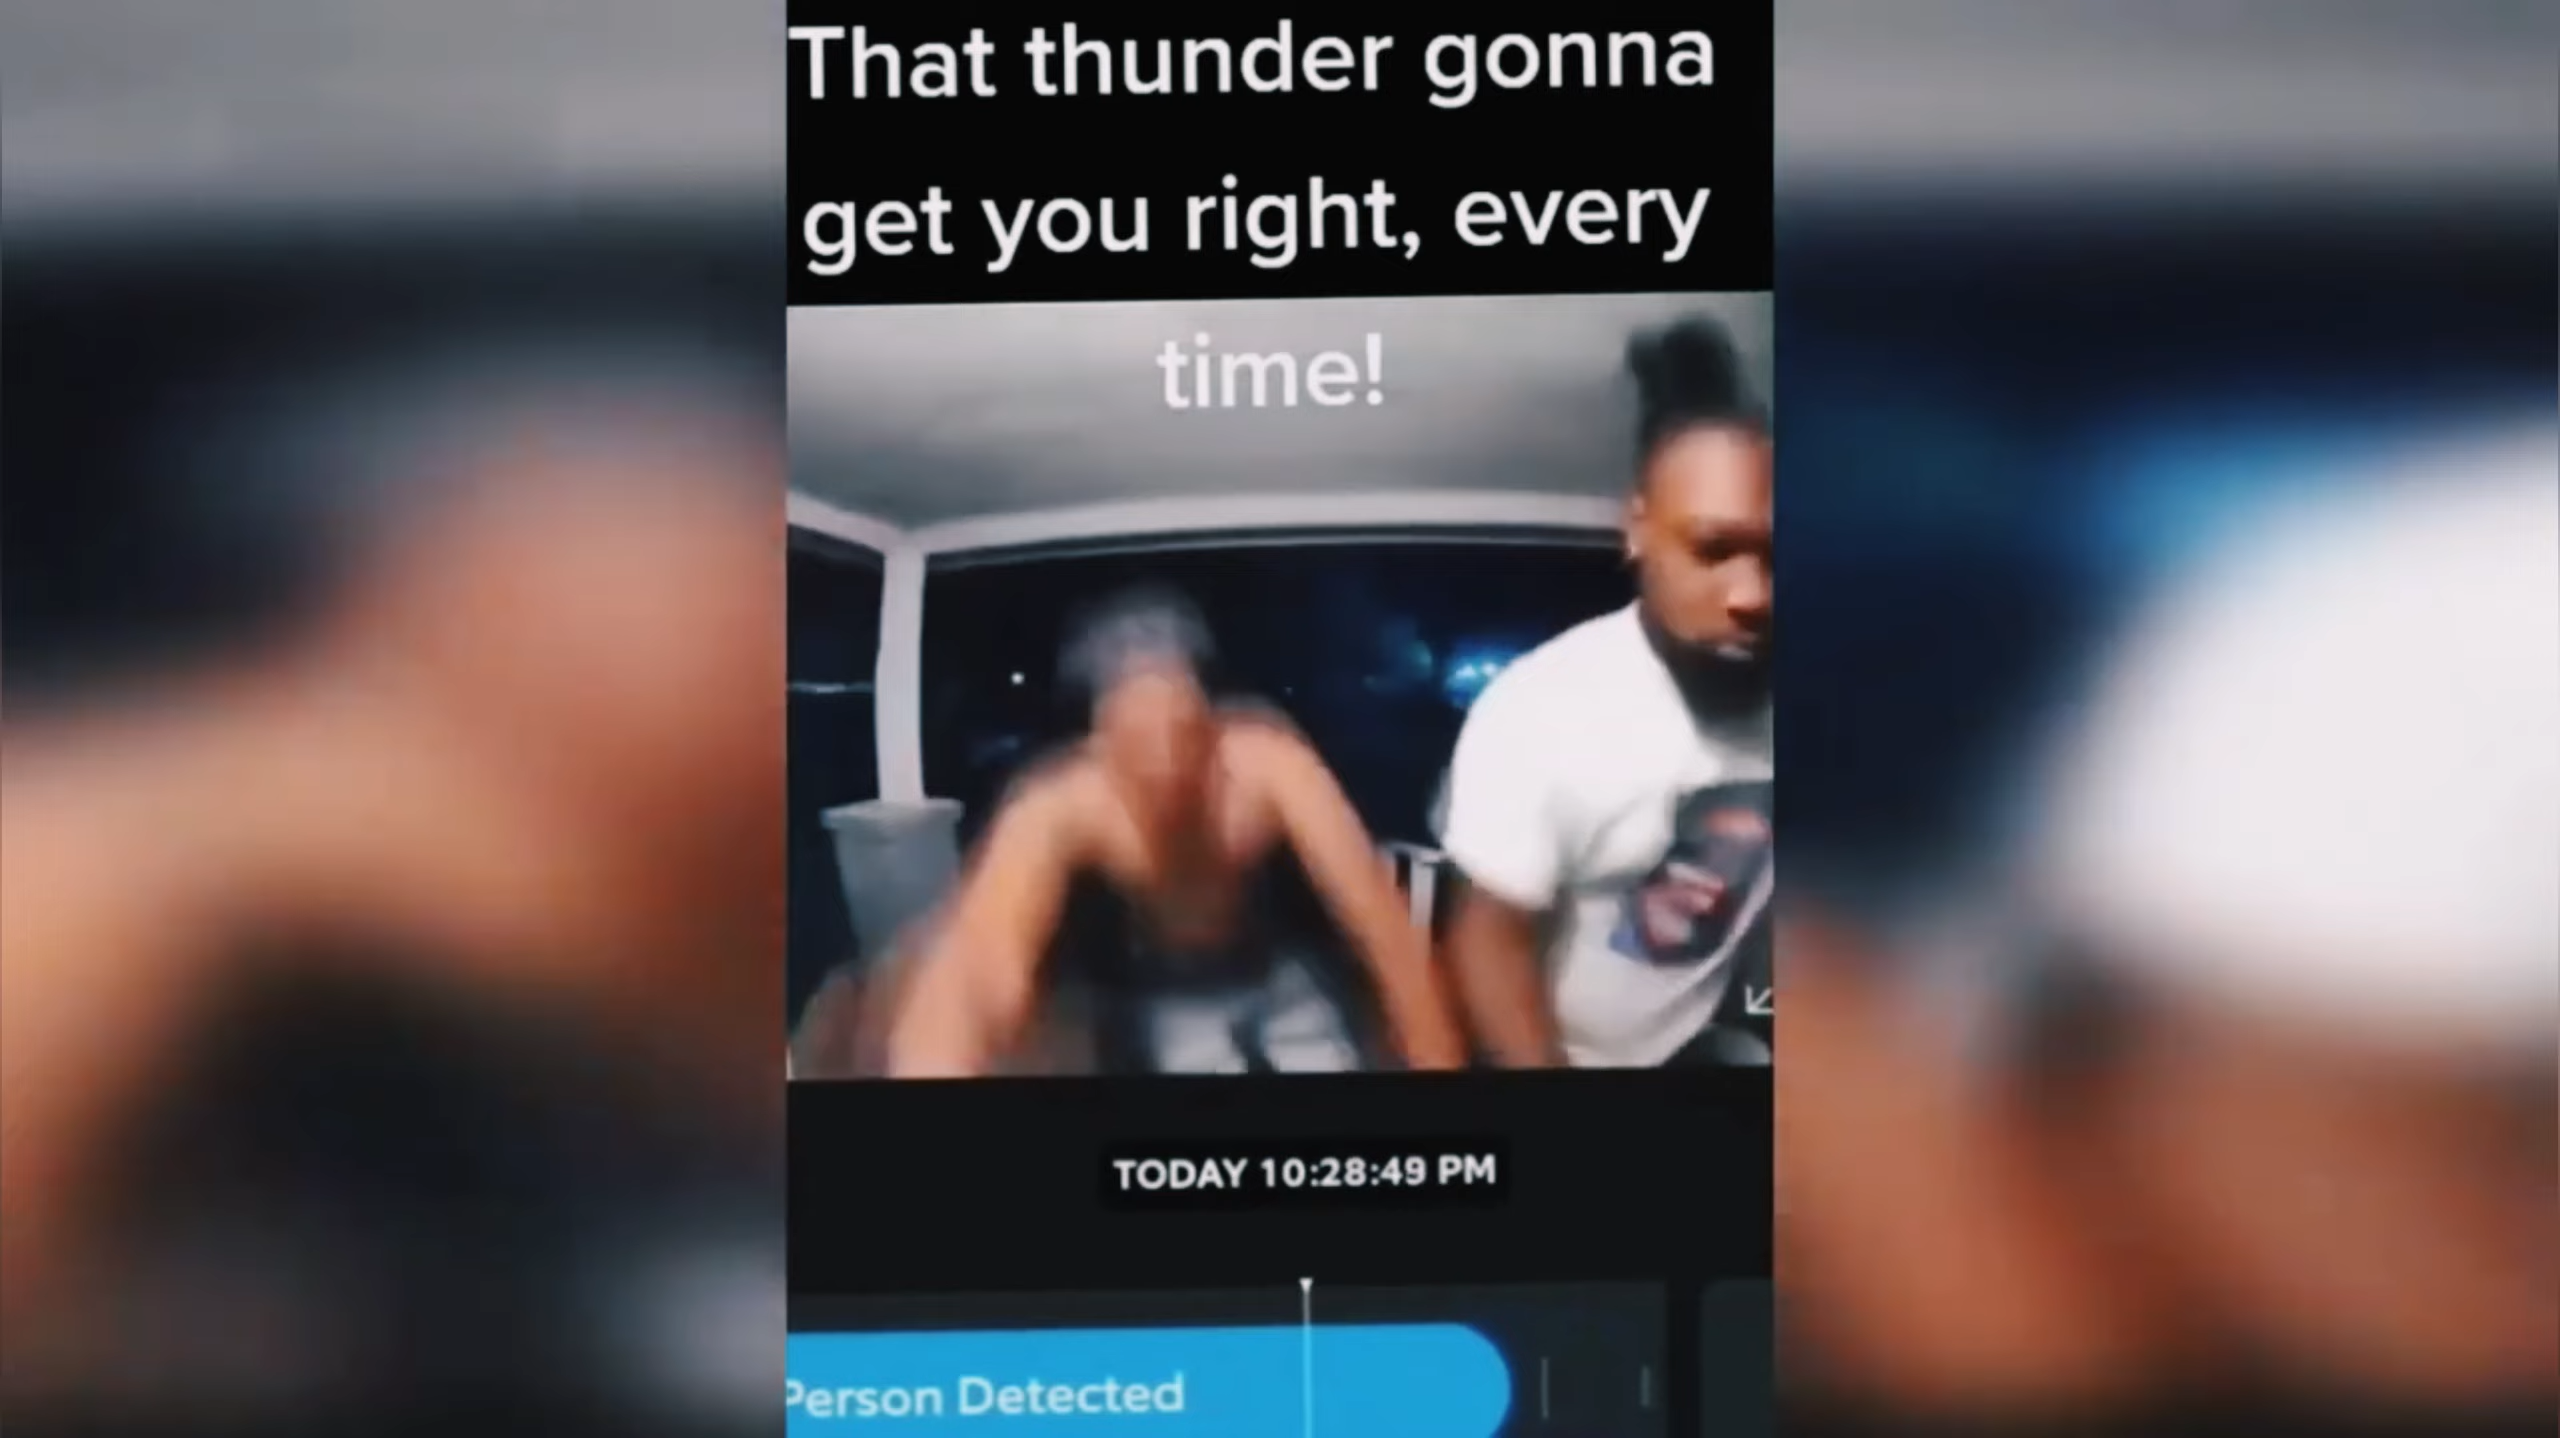 That thunder gonna
get you right, every
time!
TODAY 10:28:49 PM
Person Detected